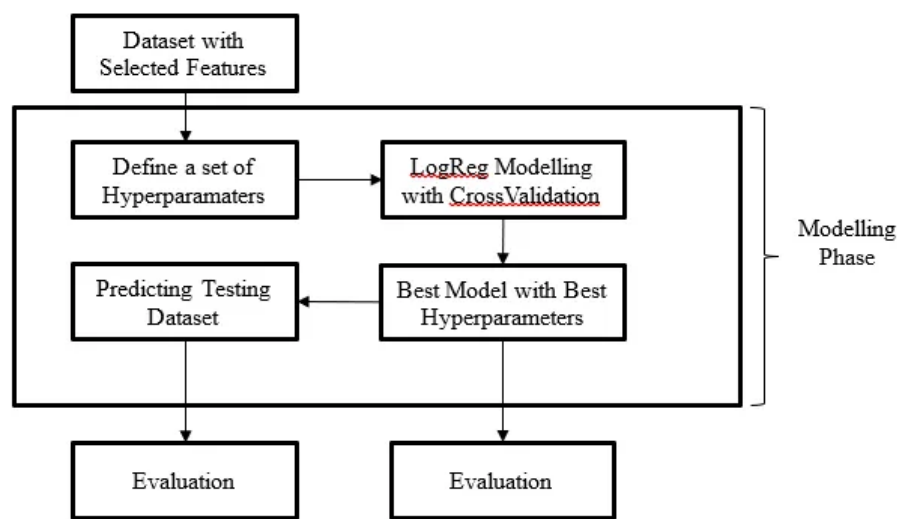 Dataset with
Selected Features
Define a set of
Hyperparamaters
LogReg Modelling
with CrossValidation
Modelling
Phase
Predicting Testing
Dataset
Best Model with Best
Hyperparameters
Evaluation
Evaluation